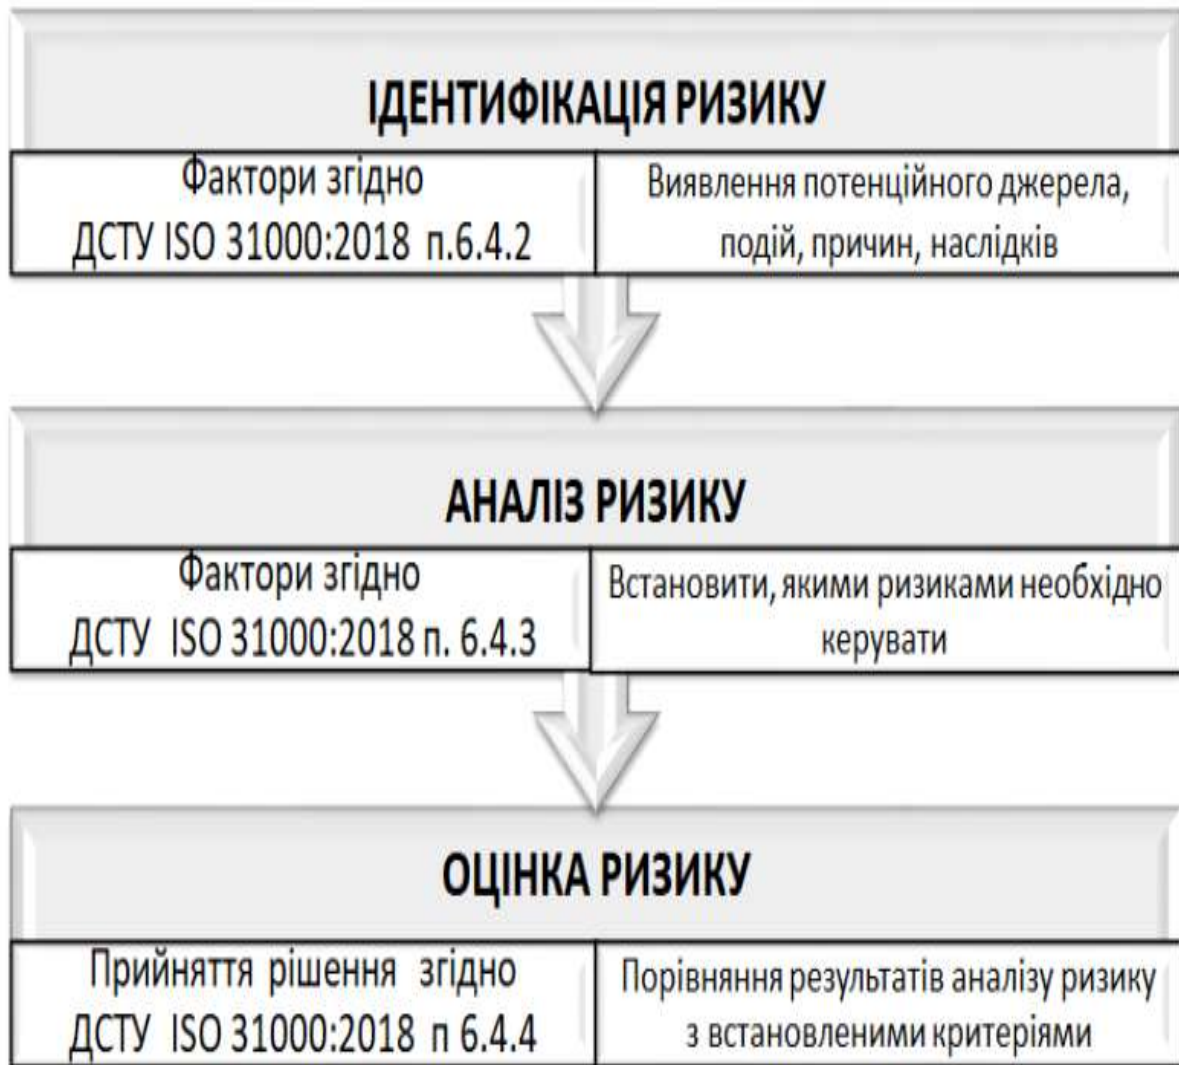 ІДЕНТИФІКАЦІЯ РИЗИКУ
Фактори згідно
ДСТУ ISO 31000:2018 п.6.4.2
Виявлення потенційного джерела,
подій, причин, наслідків
АНАЛІЗ РИЗИКУ
Фактори згідно
ДСТУ ISO 31000:2018 п. 6.4.3
Встановити, якими ризиками необхідно
керувати
ОЦІНКА РИЗИКУ
Прийняття рішення згідно
ДСТУ ISO 31000:2018 п 6.4.4
Порівняння результатів аналізу ризику
з встановленими критеріями